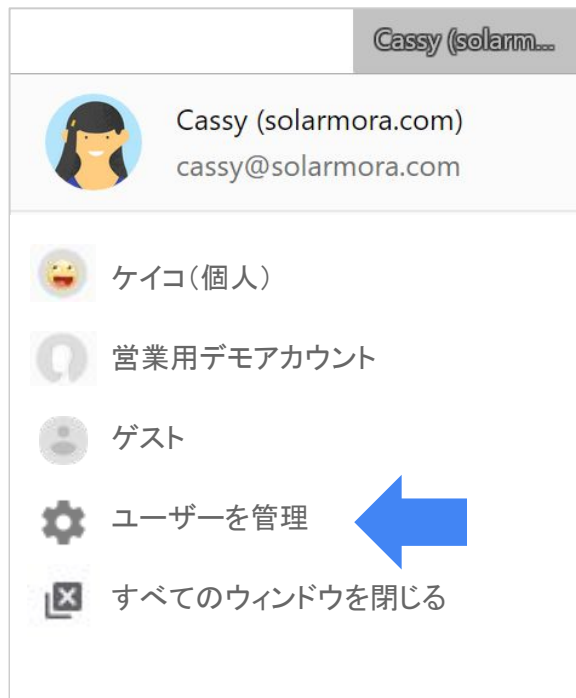 Cassy (solarm...
Cassy (solarmora.com)
cassy@solarmora.com
ケイコ（個人）
営業用デモアカウント
ゲスト
ユーザーを管理
すべてのウィンドウを閉じる